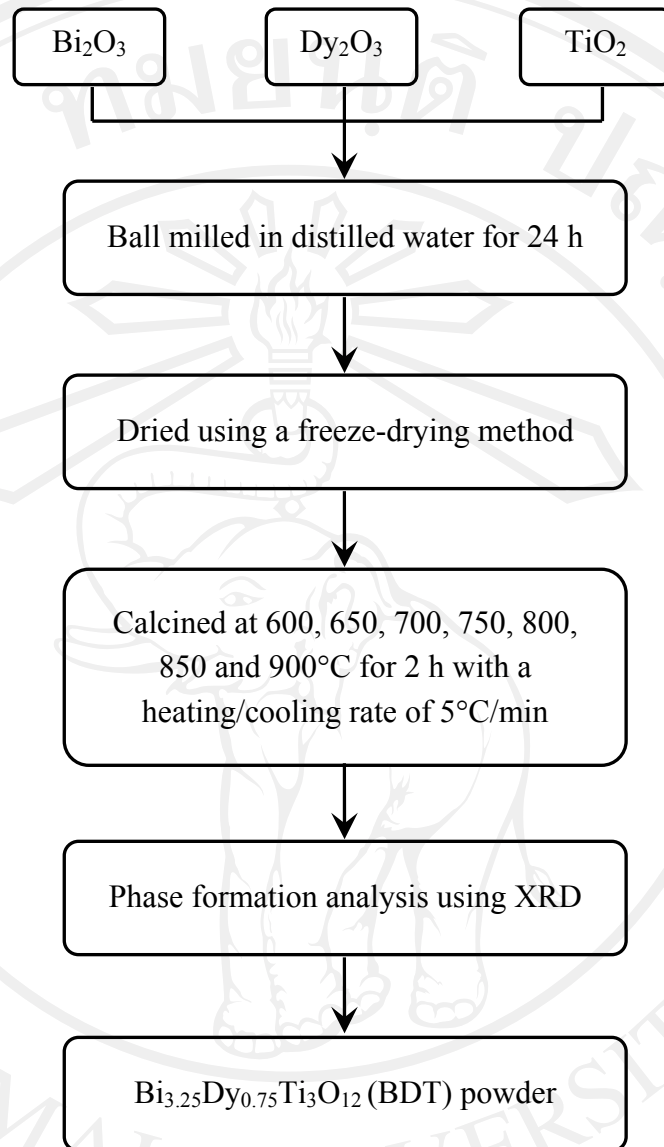 Bi₂O₃
Dy₂O₃
TiO₂
Ball milled in distilled water for 24 h
Dried using a freeze-drying method
Calcined at 600, 650, 700, 750, 800,
850 and 900°C for 2 h with a
heating/cooling rate of 5°C/min
Phase formation analysis using XRD
Bi₃.₂₅Dy₀.₇₅Ti₃O₁₂ (BDT) powder